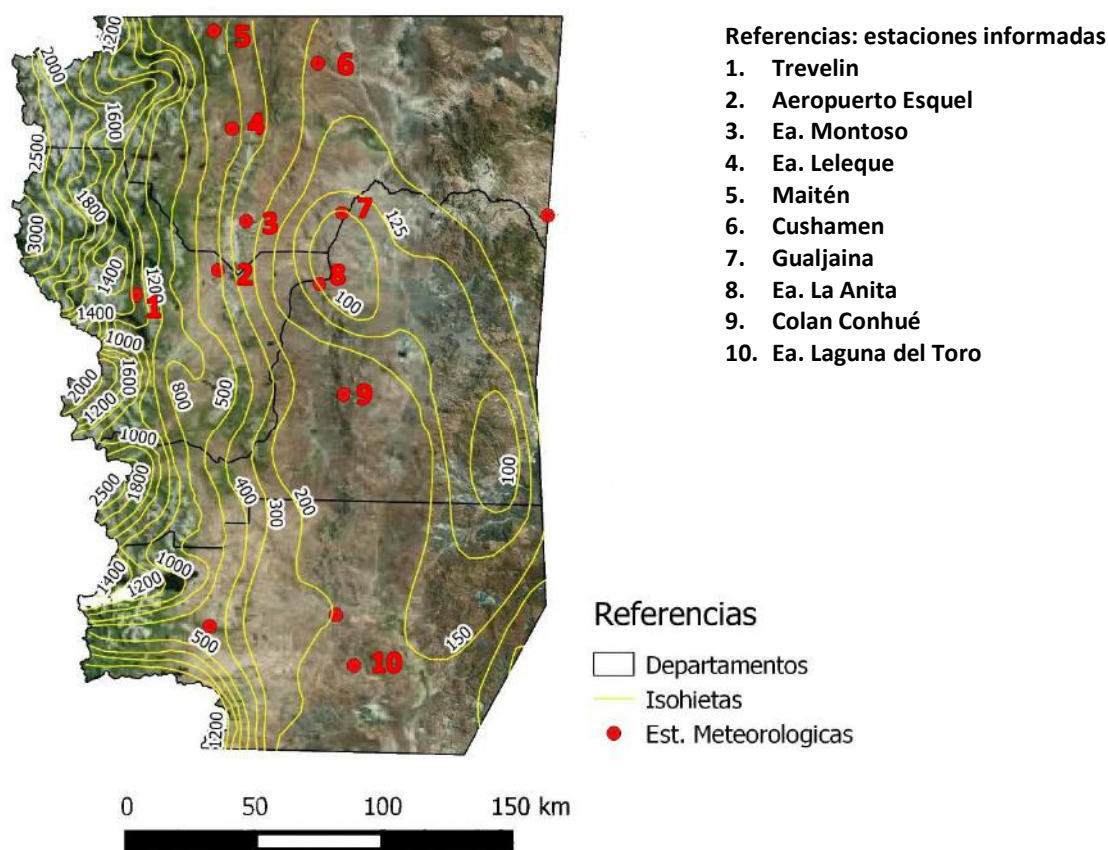 Referencias: estaciones informadas
1. Trevelin
2. Aeropuerto Esquel
3. Ea. Montoso
4. Ea. Leleque
5. Maitén
6. Cushamen
7. Gualjaina
8. Ea. La Anita
9. Colan Conhué
10. Ea. Laguna del Toro
1200
2000
5
6
1600
4
2500
1800
3
7
125
3000
1400
1200
2
8
100
1
1400
1000
1600
2000
800
500
9
1200
1000
100
1800
2500
400
300
200
1000
1400
1200
500
150
10
1200
Referencias
Departamentos
Isohietas
Est. Meteorologicas
0 50 100 150 km